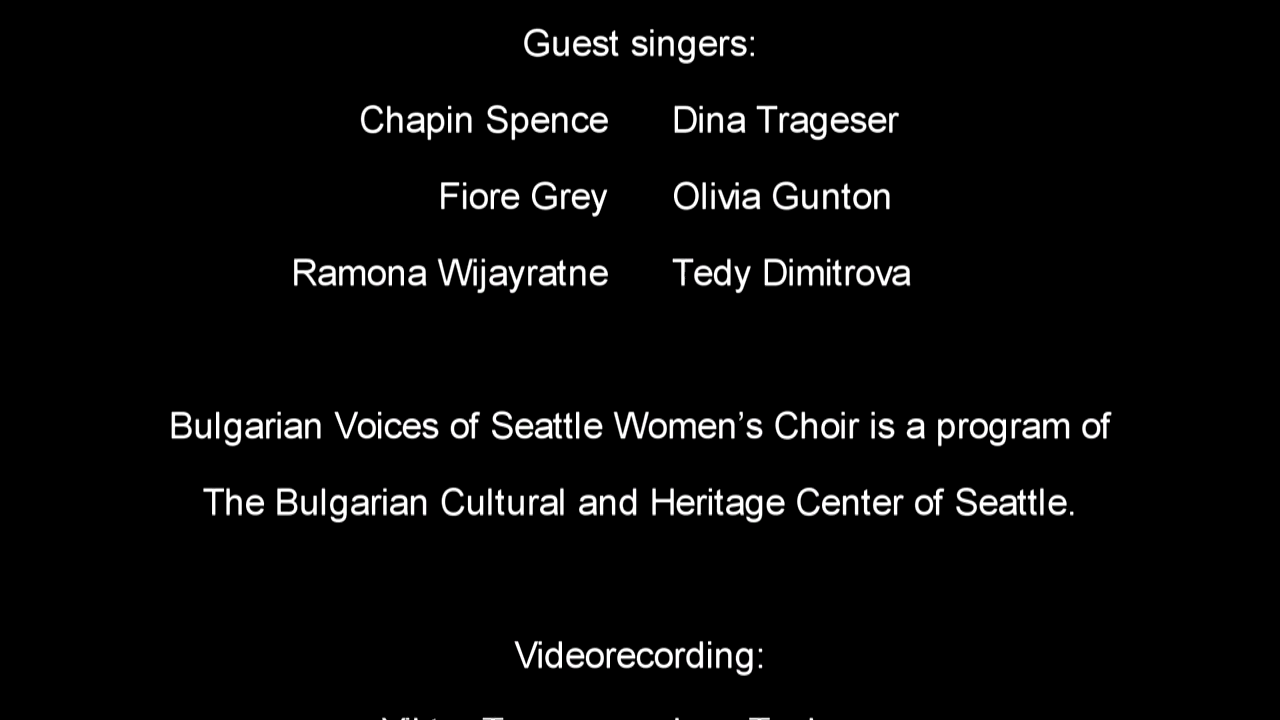 Guest singers:
Chapin Spence Dina Trageser
Fiore Grey Olivia Gunton
Ramona Wijayratne Tedy Dimitrova
Bulgarian Voices of Seattle Women’s Choir is a program of
The Bulgarian Cultural and Heritage Center of Seattle.
Videorecording: